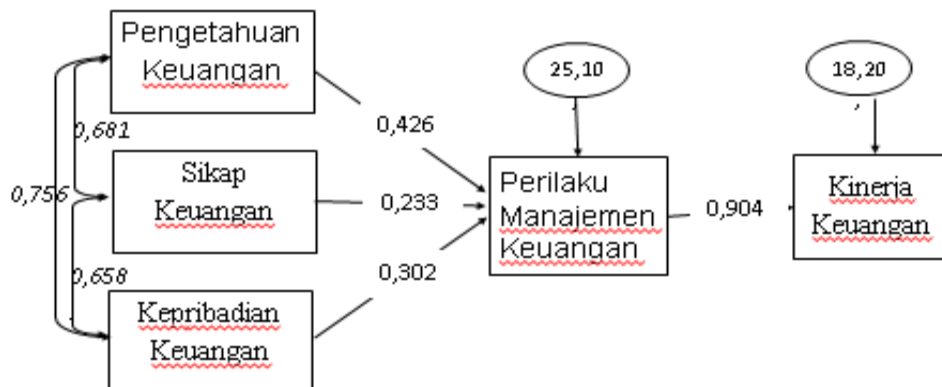 Pengetahuan
Keuangan
25,10
18,20
0,681
0,426
Sikap
Keuangan
0,756
0,233
Perilaku
Manajemen
Keuangan
0,904
Kinerja
Keuangan
0,658
0,302
Kepribadian
Keuangan